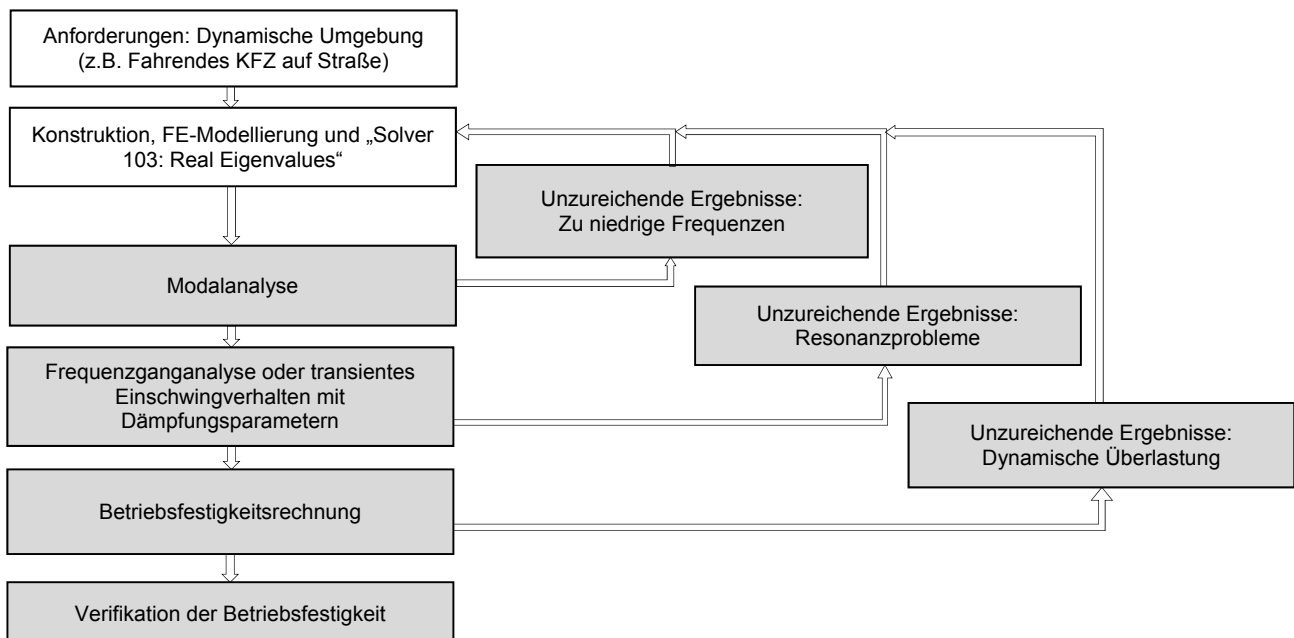 Anforderungen: Dynamische Umgebung
(z.B. Fahrendes KFZ auf Straße)
Konstruktion, FE-Modellierung und „Solver
103: Real Eigenvalues“
Unzureichende Ergebnisse:
Zu niedrige Frequenzen
Modalanalyse
Unzureichende Ergebnisse:
Resonanzprobleme
Frequenzganganalyse oder transientes
Einschwingverhalten mit
Dämpfungsparametern
Unzureichende Ergebnisse:
Dynamische Überlastung
Betriebsfestigkeitsrechnung
Verifikation der Betriebsfestigkeit